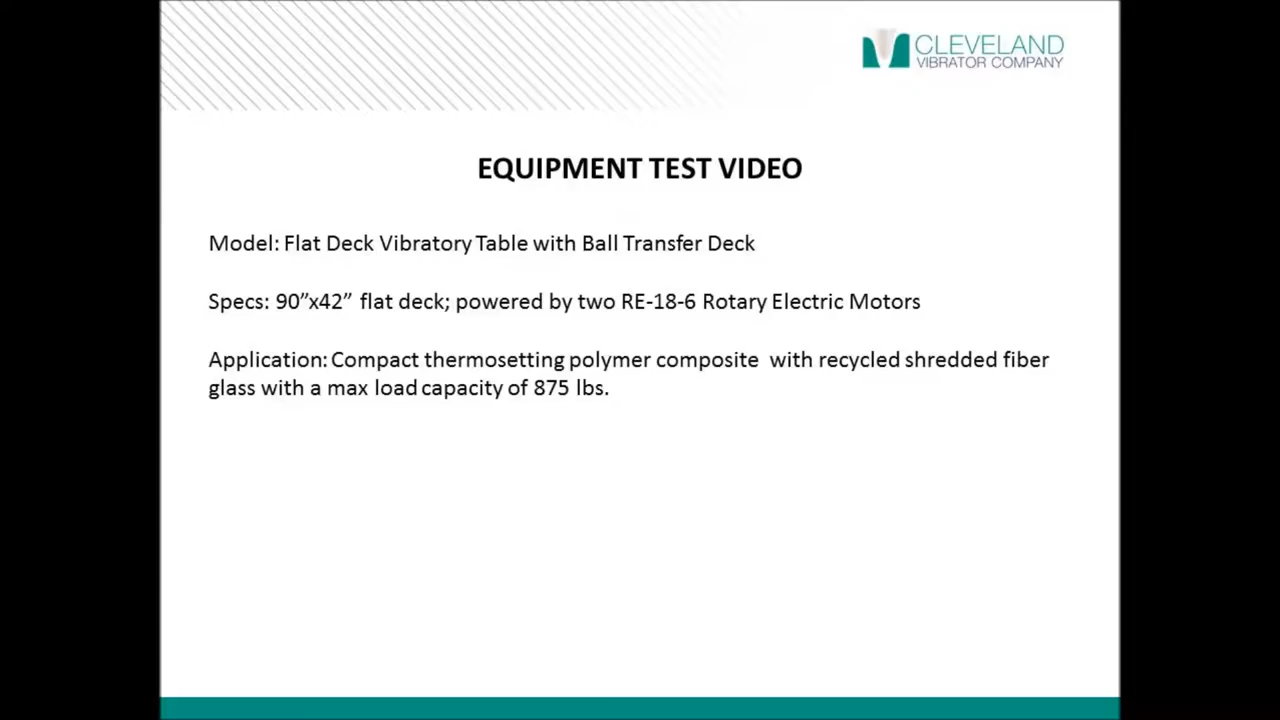 CLEVELAND
VIBRATOR COMPANY
EQUIPMENT TEST VIDEO
Model: Flat Deck Vibratory Table with Ball Transfer Deck
Specs: 90”x42” flat deck; powered by two RE-18-6 Rotary Electric Motors
Application: Compact thermosetting polymer composite  with recycled shredded fiber
glass with a max load capacity of 875 lbs.